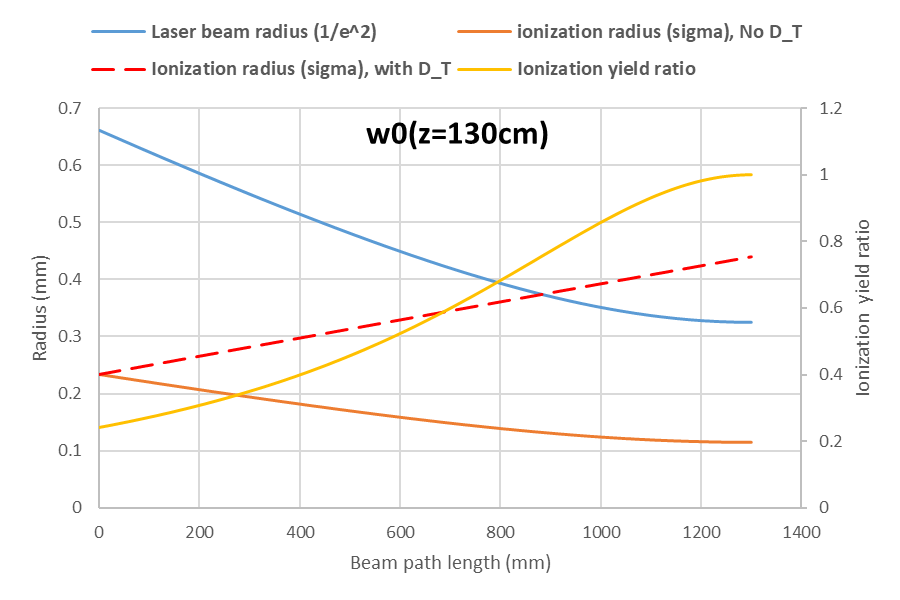 Laser beam radius (1/e^2) ionization radius (sigma), No D_T
Ionization radius (sigma), with D_T Ionization yield ratio
w0(z=130cm)
0.7
0.6
0.5
0.4
0.3
0.2
0.1
0
Radius (mm)
1.2
1
0.8
0.6
0.4
0.2
0
Ionization yield ratio
0 200 400 600 800 1000 1200 1400
Beam path length (mm)